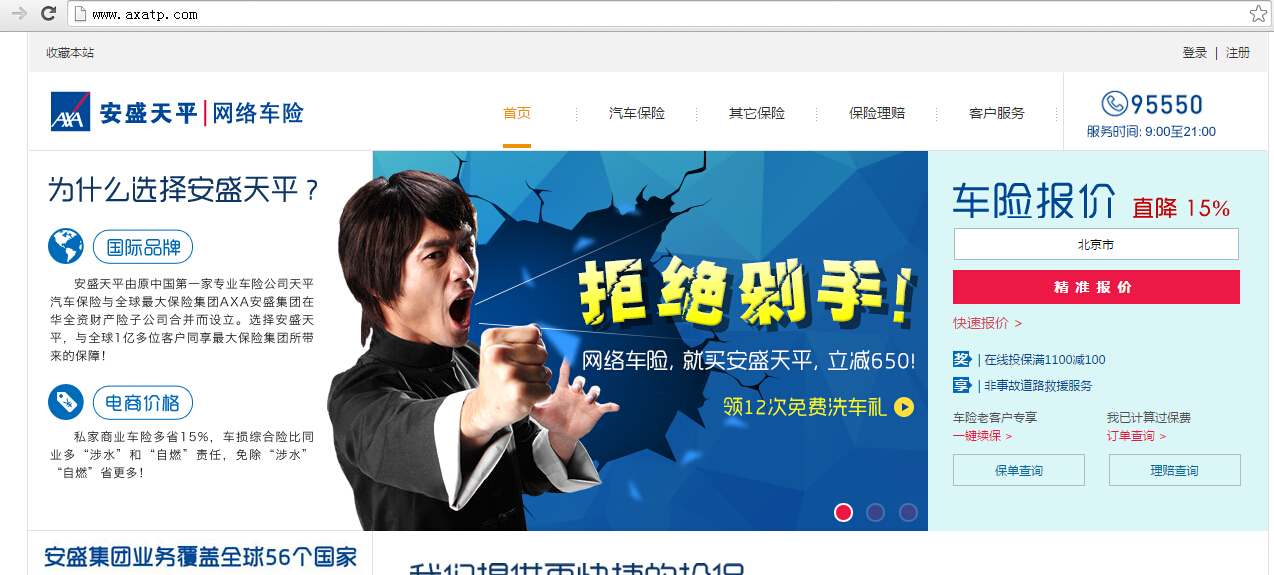 www.axatp.com
收藏本站
登录 | 注册
AXA 安盛天平|网络车险
首页
汽车保险
其它保险
保险理赔
客户服务
95550
服务时间: 9:00至21:00
为什么选择安盛天平？
国际品牌
安盛天平由原中国第一家专业车险公司天平
汽车保险与全球最大保险集团AXA安盛集团在
华全资财产险子公司合并而设立。选择安盛天
平，与全球1亿多位客户同享最大保险集团所带
来的保障！
电商价格
私家商业车险多省15%，车损综合险比同
业多“涉水”和“自燃”责任，免除“涉水”
“自燃”省更多！
拒绝剁手!
网络车险, 就买安盛天平, 立减650!
领12次免费洗车礼
车险报价 直降 15%
北京市
精准报价
快速报价 >
奖 | 在线投保满1100减100
享 | 非事故道路救援服务
车险老客户专享
一键续保 >
我已计算过保费
订单查询 >
保单查询
理赔查询
安盛集团业务覆盖全球56个国家
我们提供更快捷的投保